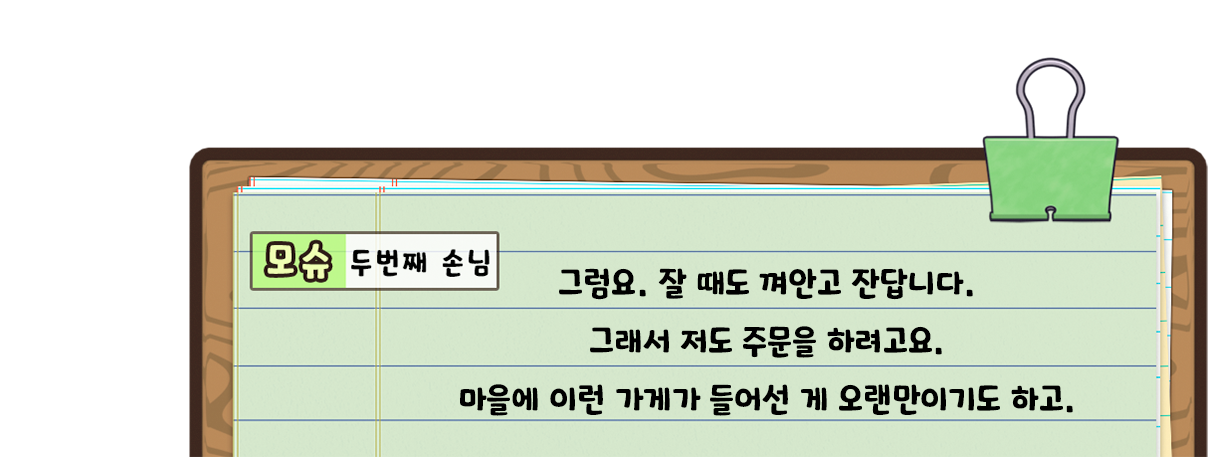 모슈 두번째 손님
그럼요. 잘 때도 껴안고 잔답니다.
그래서 저도 주문을 하려고요.
마을에 이런 가게가 들어선 게 오랜만이기도 하고.